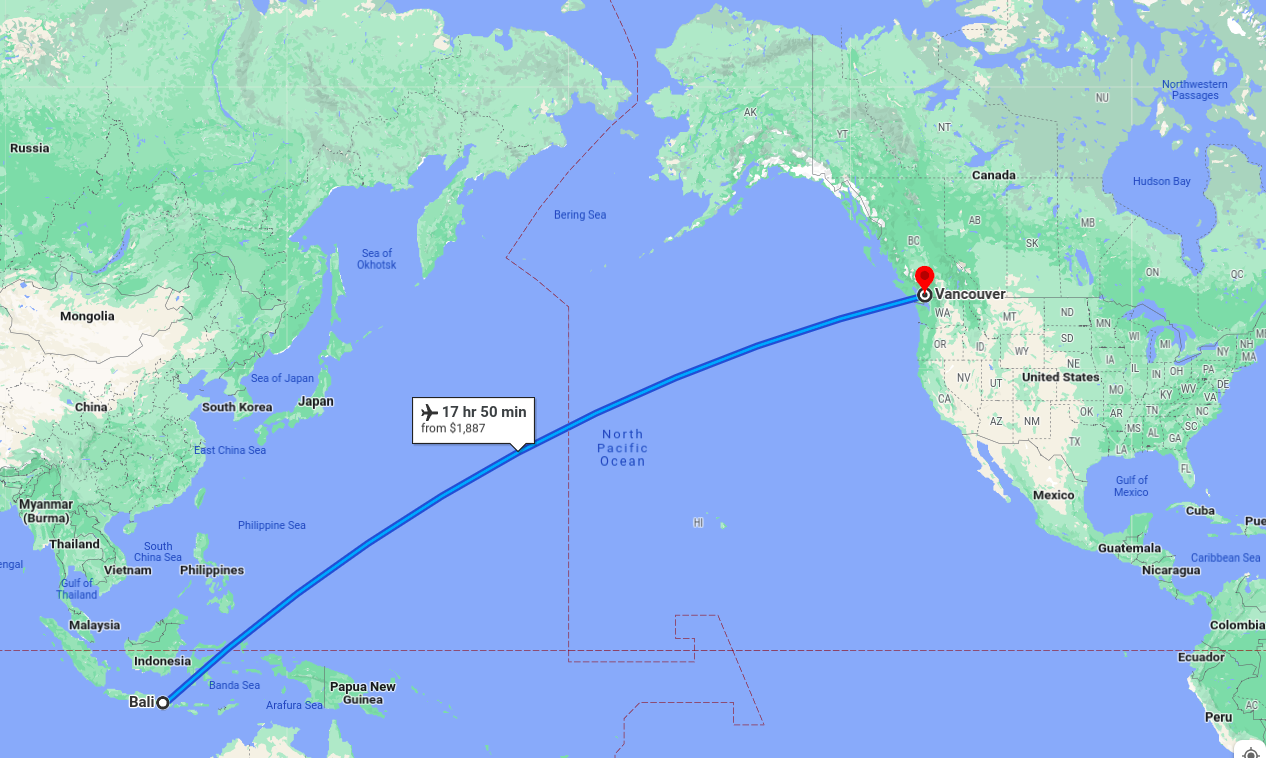 NU
Northwestern
Passages
AK
NT
YT
Russia
Canada
Hudson Bay
Bering Sea
AB
MB
BC
SK
Sea of
Okhotsk
ON
QC
Vancouver
Mongolia
WA
ND
MT
MN
OR
ID
SD
WI
MI
NY
NH
MA
WY
IA
NE
IL
IN
OH
PA
Sea of Japan
NV
UT
United States
DE
MO
KY
WV
VA
China
South Korea
Japan
CA
OK
AR
TN
NC
17 hr 50 min
from $1,887
AZ
NM
MS
AL
SC
GA
TX
LA
East China Sea
North
Pacific
Ocean
FL
Gulf of
Mexico
Mexico
Myanmar
(Burma)
Cuba
Pue
Philippine Sea
HI
Thailand
South
China Sea
Guatemala
Caribbean Sea
engal
Vietnam
Philippines
Nicaragua
Gulf of
Thailand
Malaysia
Colombia
Indonesia
Ecuador
Banda Sea
Papua New
Guinea
Bali
Arafura Sea
AC
Peru